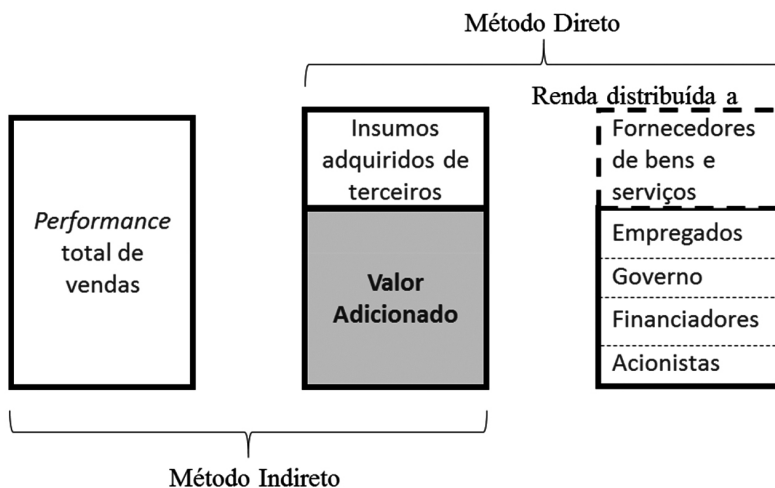 Método Direto
Renda distribuída a
Performance
total de
vendas
Insumos
adquiridos de
terceiros
Valor
Adicionado
Fornecedores
de bens e
serviços
Empregados
Governo
Financiadores
Acionistas
Método Indireto